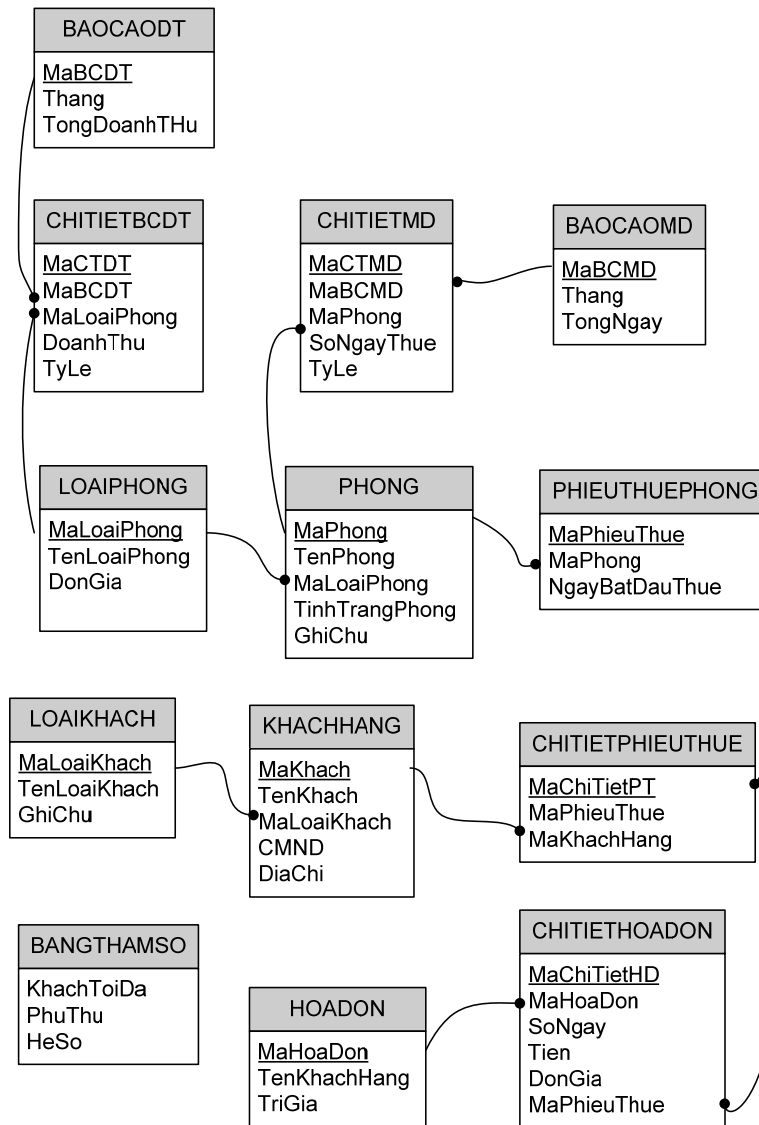 BAOCAODT
MaBCDT
Thang
TongDoanhTHu
CHITIETBCDT
MaCTDT
MaBCDT
MaLoaiPhong
DoanhThu
TyLe
CHITIETMD
MaCTMD
MaBCMD
MaPhong
SoNgayThue
TyLe
BAOCAOMD
MaBCMD
Thang
TongNgay
LOAIPHONG
MaLoaiPhong
TenLoaiPhong
DonGia
PHONG
MaPhong
TenPhong
MaLoaiPhong
TinhTrangPhong
GhiChu
PHIEUTHUEPHONG
MaPhieuThue
MaPhong
NgayBatDauThue
LOAIKHACH
MaLoaiKhach
TenLoaiKhach
GhiChu
KHACHHANG
MaKhach
TenKhach
MaLoaiKhach
CMND
DiaChi
CHITIETPHIEUTHUE
MaChiTietPT
MaPhieuThue
MaKhachHang
BANGTHAMSO
KhachToiDa
PhuThu
HeSo
HOADON
MaHoaDon
TenKhachHang
TriGia
CHITIETHOADON
MaChiTietHD
MaHoaDon
SoNgay
Tien
DonGia
MaPhieuThue